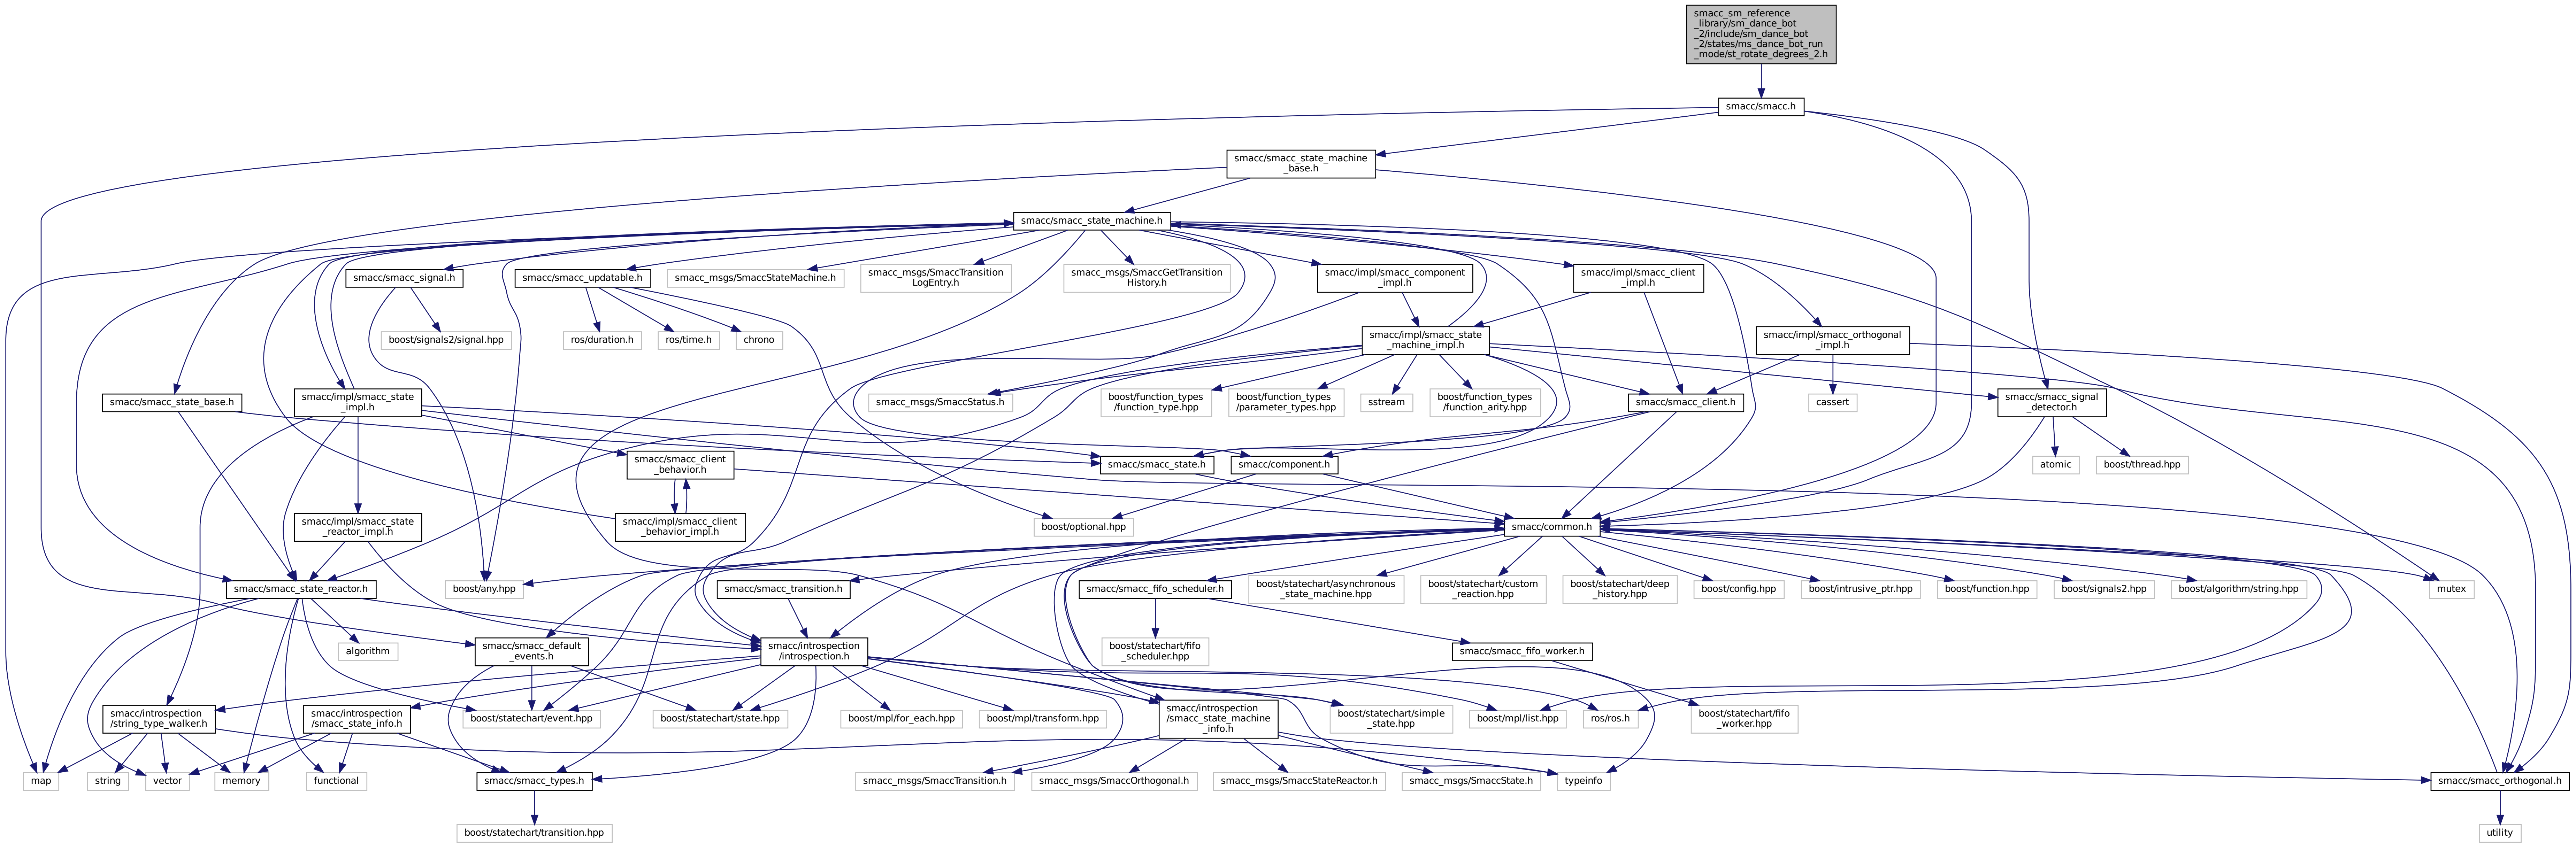 smacc_sm_reference
_library/sm_dance_bot
_2/include/sm_dance_bot
_2/states/ms_dance_bot_run
_mode/st_rotate_degrees_2.h
smacc/smacc.h
smacc/smacc_state_machine
_base.h
smacc/smacc_state_machine.h
smacc/smacc_signal.h
smacc/smacc_updatable.h
smacc_msgs/SmaccStateMachine.h
smacc_msgs/SmaccTransition
LogEntry.h
smacc_msgs/SmaccGetTransition
History.h
smacc/impl/smacc_component
_impl.h
smacc/impl/smacc_client
_impl.h
boost/signals2/signal.hpp
ros/duration.h
ros/time.h
chrono
smacc/impl/smacc_state
_machine_impl.h
smacc/impl/smacc_orthogonal
_impl.h
smacc/smacc_state_base.h
smacc/impl/smacc_state
_impl.h
smacc_msgs/SmaccStatus.h
boost/function_types
/function_type.hpp
boost/function_types
/parameter_types.hpp
sstream
boost/function_types
/function_arity.hpp
smacc/smacc_client.h
cassert
smacc/smacc_signal
_detector.h
smacc/smacc_client
_behavior.h
smacc/smacc_state.h
smacc/component.h
atomic
boost/thread.hpp
smacc/impl/smacc_state
_reactor_impl.h
smacc/impl/smacc_client
_behavior_impl.h
boost/optional.hpp
smacc/common.h
smacc/smacc_state_reactor.h
boost/any.hpp
smacc/smacc_transition.h
smacc/smacc_fifo_scheduler.h
boost/statechart/asynchronous
_state_machine.hpp
boost/statechart/custom
_reaction.hpp
boost/statechart/deep
_history.hpp
boost/config.hpp
boost/intrusive_ptr.hpp
boost/function.hpp
boost/signals2.hpp
boost/algorithm/string.hpp
mutex
algorithm
smacc/smacc_default
_events.h
smacc/introspection
/introspection.h
boost/statechart/fifo
_scheduler.hpp
smacc/smacc_fifo_worker.h
smacc/introspection
/string_type_walker.h
smacc/introspection
/smacc_state_info.h
boost/statechart/event.hpp
boost/statechart/state.hpp
boost/mpl/for_each.hpp
boost/mpl/transform.hpp
smacc/introspection
/smacc_state_machine
_info.h
boost/statechart/simple
_state.hpp
boost/mpl/list.hpp
ros/ros.h
boost/statechart/fifo
_worker.hpp
map
string
vector
memory
functional
smacc/smacc_types.h
smacc_msgs/SmaccTransition.h
smacc_msgs/SmaccOrthogonal.h
smacc_msgs/SmaccStateReactor.h
smacc_msgs/SmaccState.h
typeinfo
smacc/smacc_orthogonal.h
boost/statechart/transition.hpp
utility